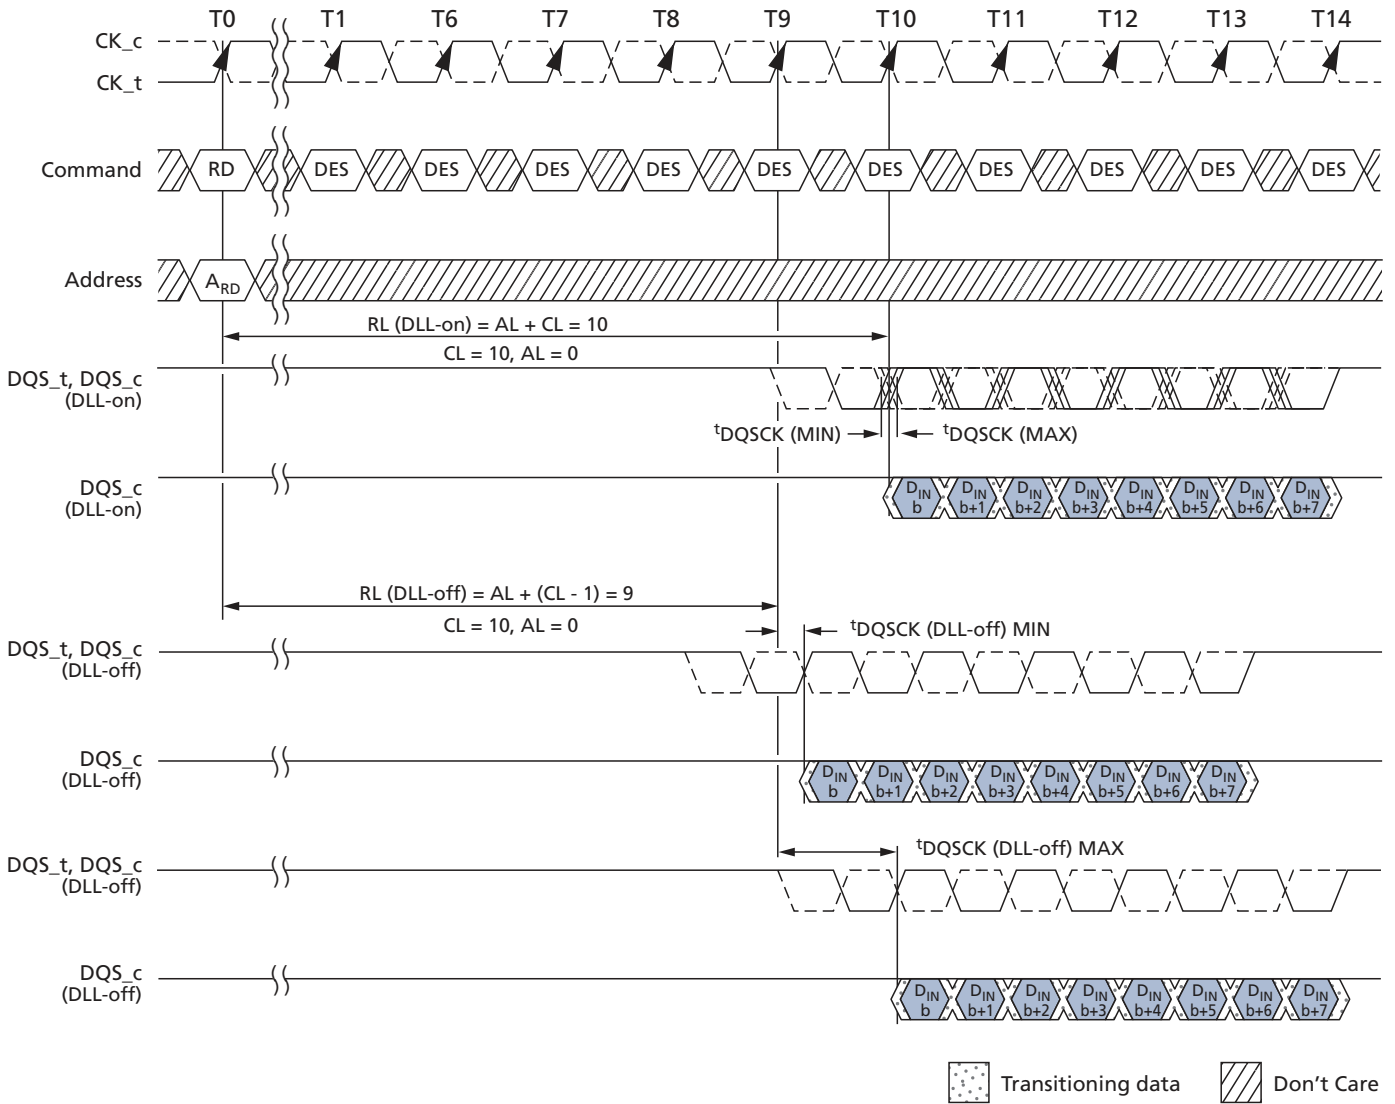 T0 T1 T6 T7 T8 T9 T10 T11 T12 T13 T14
CK_c
CK_t
Command RD DES DES DES DES DES DES DES DES DES DES
Address ARD
RL (DLL-on) = AL + CL = 10
CL = 10, AL = 0
DQS_t, DQS_c
(DLL-on)
tDQSCK (MIN) tDQSCK (MAX)
DQS_c
(DLL-on)
DIN b DIN b+1 DIN b+2 DIN b+3 DIN b+4 DIN b+5 DIN b+6 DIN b+7
RL (DLL-off) = AL + (CL - 1) = 9
CL = 10, AL = 0
tDQSCK (DLL-off) MIN
DQS_t, DQS_c
(DLL-off)
DQS_c
(DLL-off)
DIN b DIN b+1 DIN b+2 DIN b+3 DIN b+4 DIN b+5 DIN b+6 DIN b+7
tDQSCK (DLL-off) MAX
DQS_t, DQS_c
(DLL-off)
DQS_c
(DLL-off)
DIN b DIN b+1 DIN b+2 DIN b+3 DIN b+4 DIN b+5 DIN b+6 DIN b+7
Transitioning data Don't Care